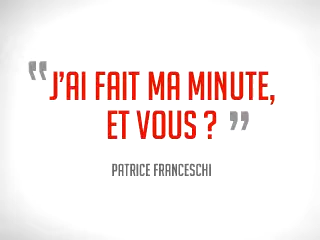 “J’AI FAIT MA MINUTE,
ET VOUS ? ”
PATRICE FRANCESCHI